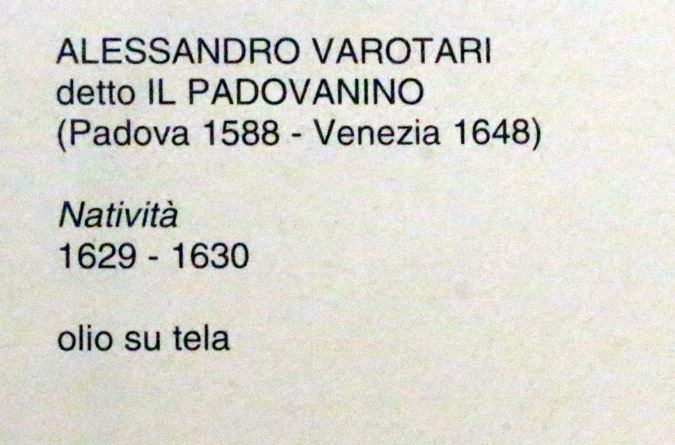 ALESSANDRO VAROTARI
detto IL PADOVANINO
(Padova 1588 - Venezia 1648)
Natività
1629 - 1630
olio su tela